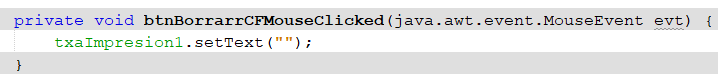 private void btnBorrarrCFMouseClicked(java.awt.event.MouseEvent evt) {
    txaImpresion1.setText("");
}